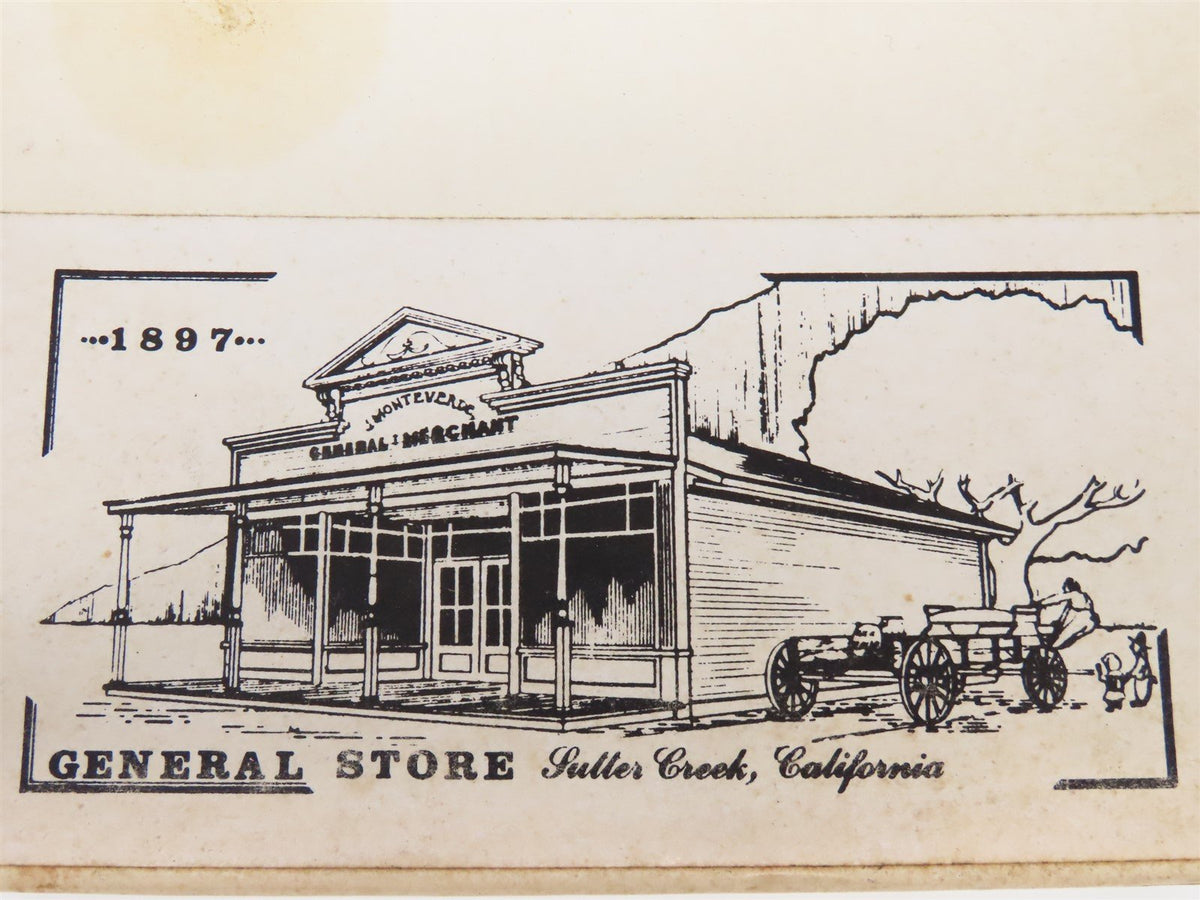 ...1897...
J MONTEVERDE
GENERAL MERCHANT
GENERAL STORE Sutter Creek, California